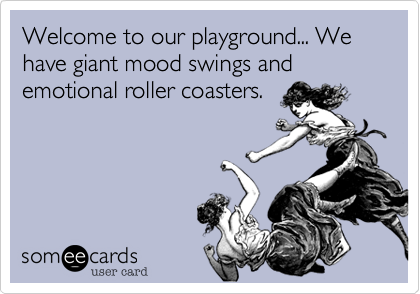 Welcome to our playground... We
have giant mood swings and
emotional roller coasters.
someecards
user card